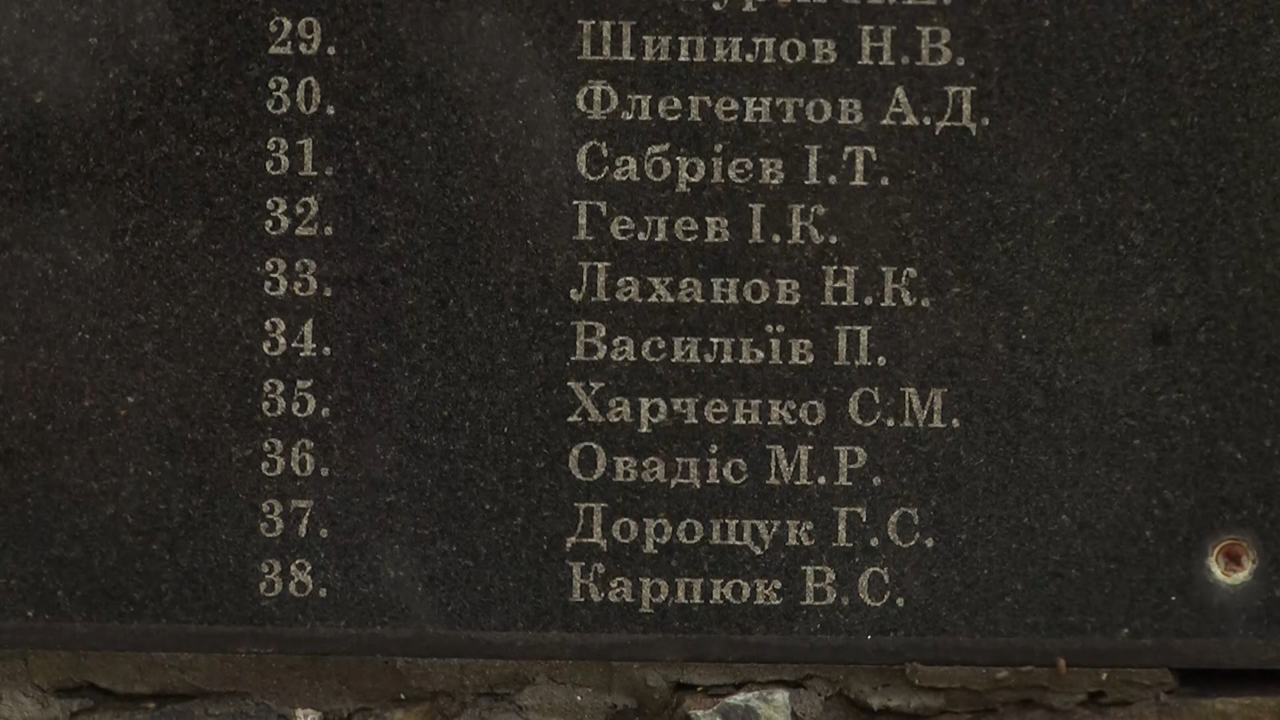 29. Шипилов Н.В.
30. Флегентов А.Д.
31. Сабрієв І.Т.
32. Гелев І.К.
33. Лаханов Н.К.
34. Васильїв П.
35. Харченко С.М.
36. Овадіс М.Р.
37. Дорощук Г.С.
38. Карпюк В.С.